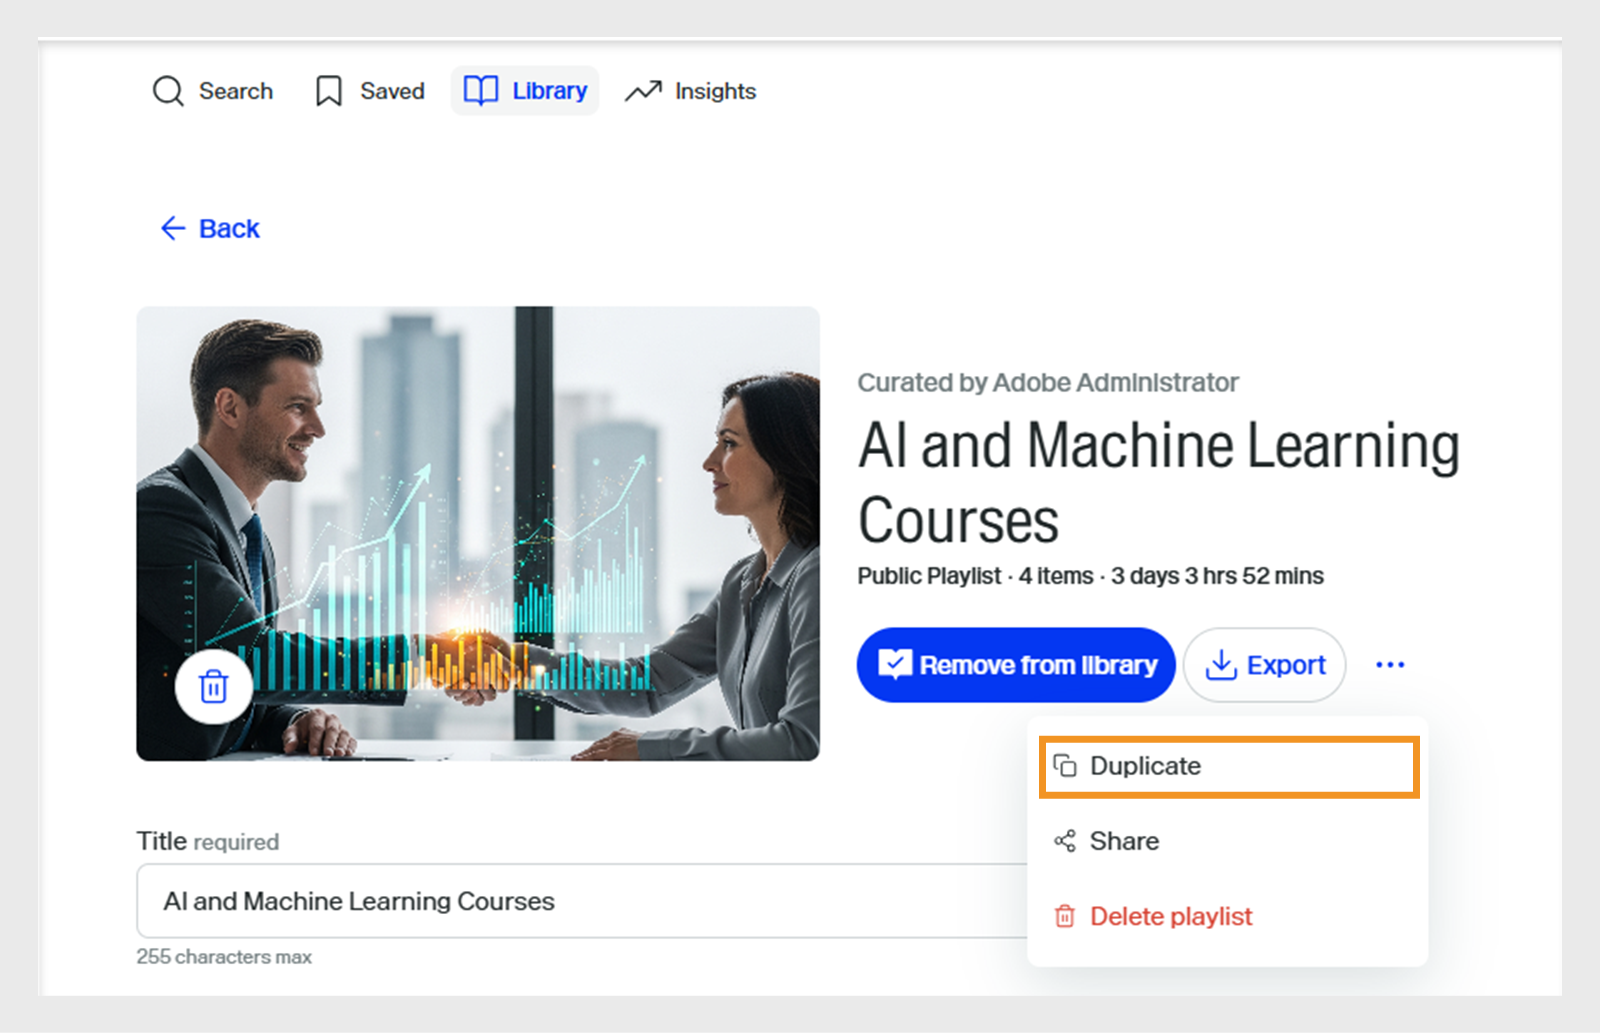 Search
Saved
Library
Insights
Back
Curated by Adobe Administrator
AI and Machine Learning
Courses
Public Playlist · 4 items · 3 days 3 hrs 52 mins
Remove from library
Export
Duplicate
Share
Delete playlist
Title required
AI and Machine Learning Courses
255 characters max